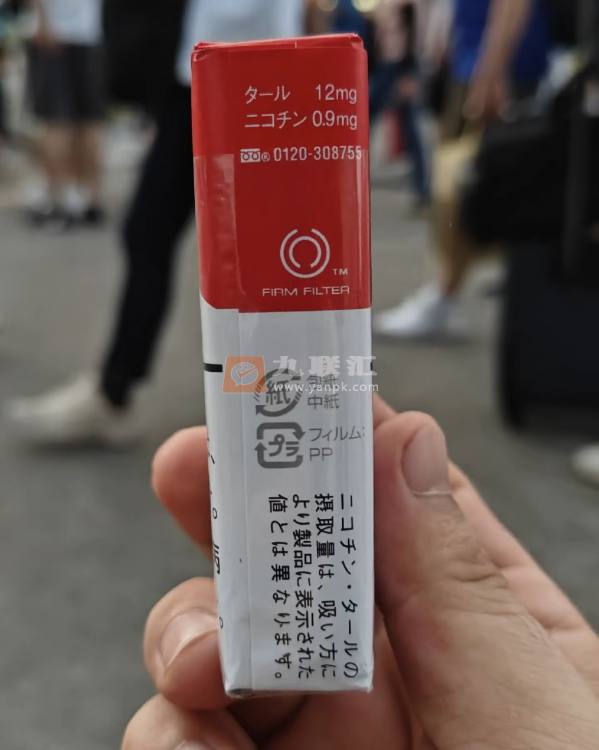 タール 12mg
ニコチン 0.9mg
0120-308755
TM
FIRM FILTER
九联汇
www.yanpk.com
紙
中紙
プラ
フィルム:
PP
ニコチン・タールの
摂取量は、吸い方に
より製品に表示された
値とは異なります。